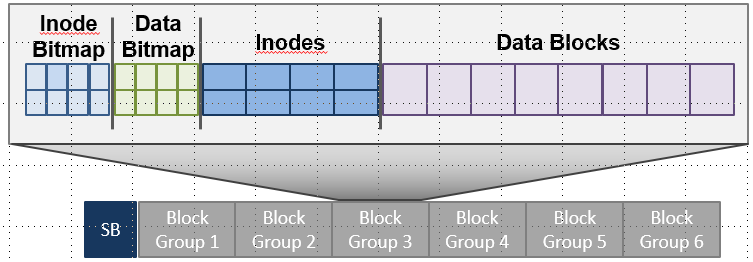 Inode
Bitmap
Data
Bitmap
Inodes
Data Blocks
SB
Block
Group 1
Block
Group 2
Block
Group 3
Block
Group 4
Block
Group 5
Block
Group 6